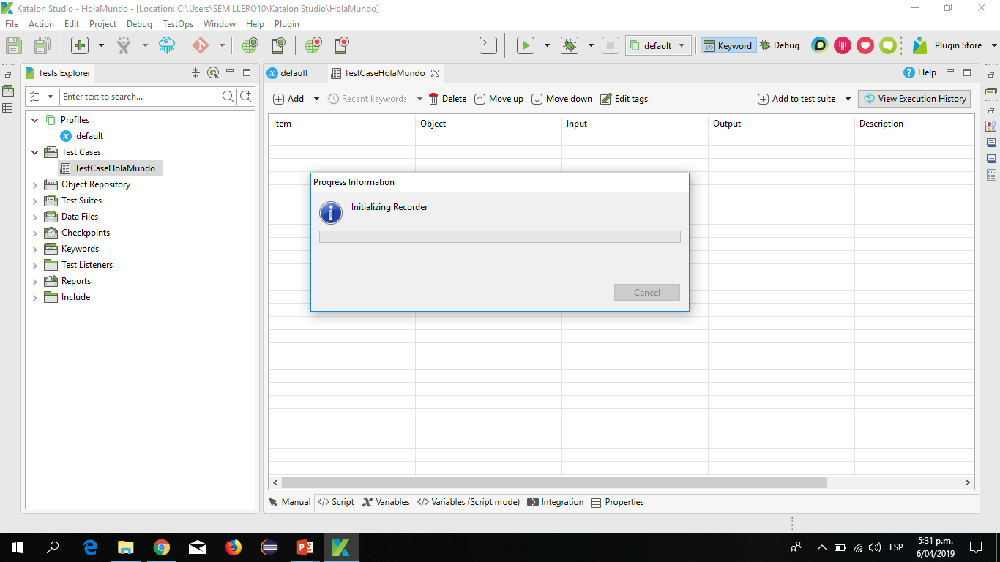 Katalon Studio - HolaMundo - [Location: C:\Users\SEMILLERO10\Katalon Studio\HolaMundo]
File Action Edit Project Debug TestOps Window Help Plugin
default Keyword Debug Plugin Store
Tests Explorer
default TestCaseHolaMundo Help
Enter text to search...
Add Recent keywords Delete Move up Move down Edit tags Add to test suite View Execution History
Item Object Input Output Description
Profiles
default
Test Cases
TestCaseHolaMundo
Object Repository
Test Suites
Data Files
Checkpoints
Keywords
Test Listeners
Reports
Include
Progress Information
Initializing Recorder
Cancel
Manual </> Script Variables </> Variables (Script mode) Integration Properties
ESP
5:31 p.m.
6/04/2019